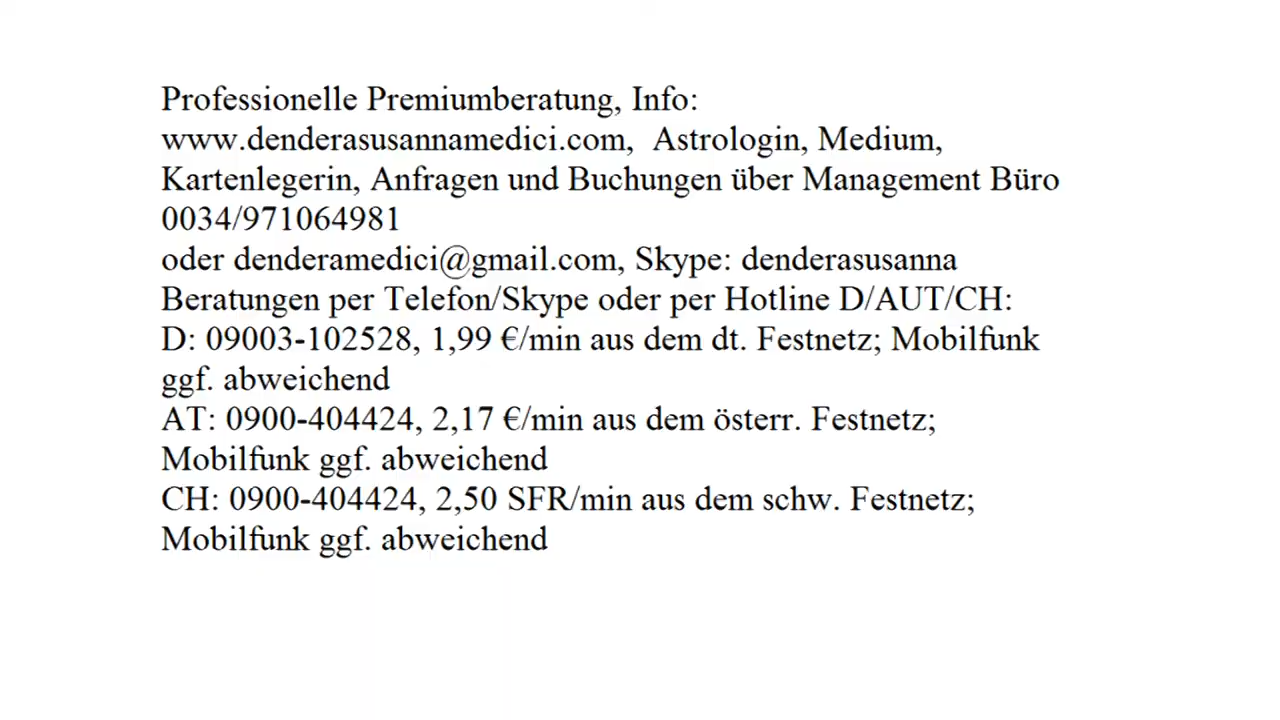 Professionelle Premiumberatung, Info:
www.denderasusannamedici.com,  Astrologin, Medium,
Kartenlegerin, Anfragen und Buchungen über Management Büro
0034/971064981
oder denderamedici@gmail.com, Skype: denderasusanna
Beratungen per Telefon/Skype oder per Hotline D/AUT/CH:
D: 09003-102528, 1,99 €/min aus dem dt. Festnetz; Mobilfunk
ggf. abweichend
AT: 0900-404424, 2,17 €/min aus dem österr. Festnetz;
Mobilfunk ggf. abweichend
CH: 0900-404424, 2,50 SFR/min aus dem schw. Festnetz;
Mobilfunk ggf. abweichend